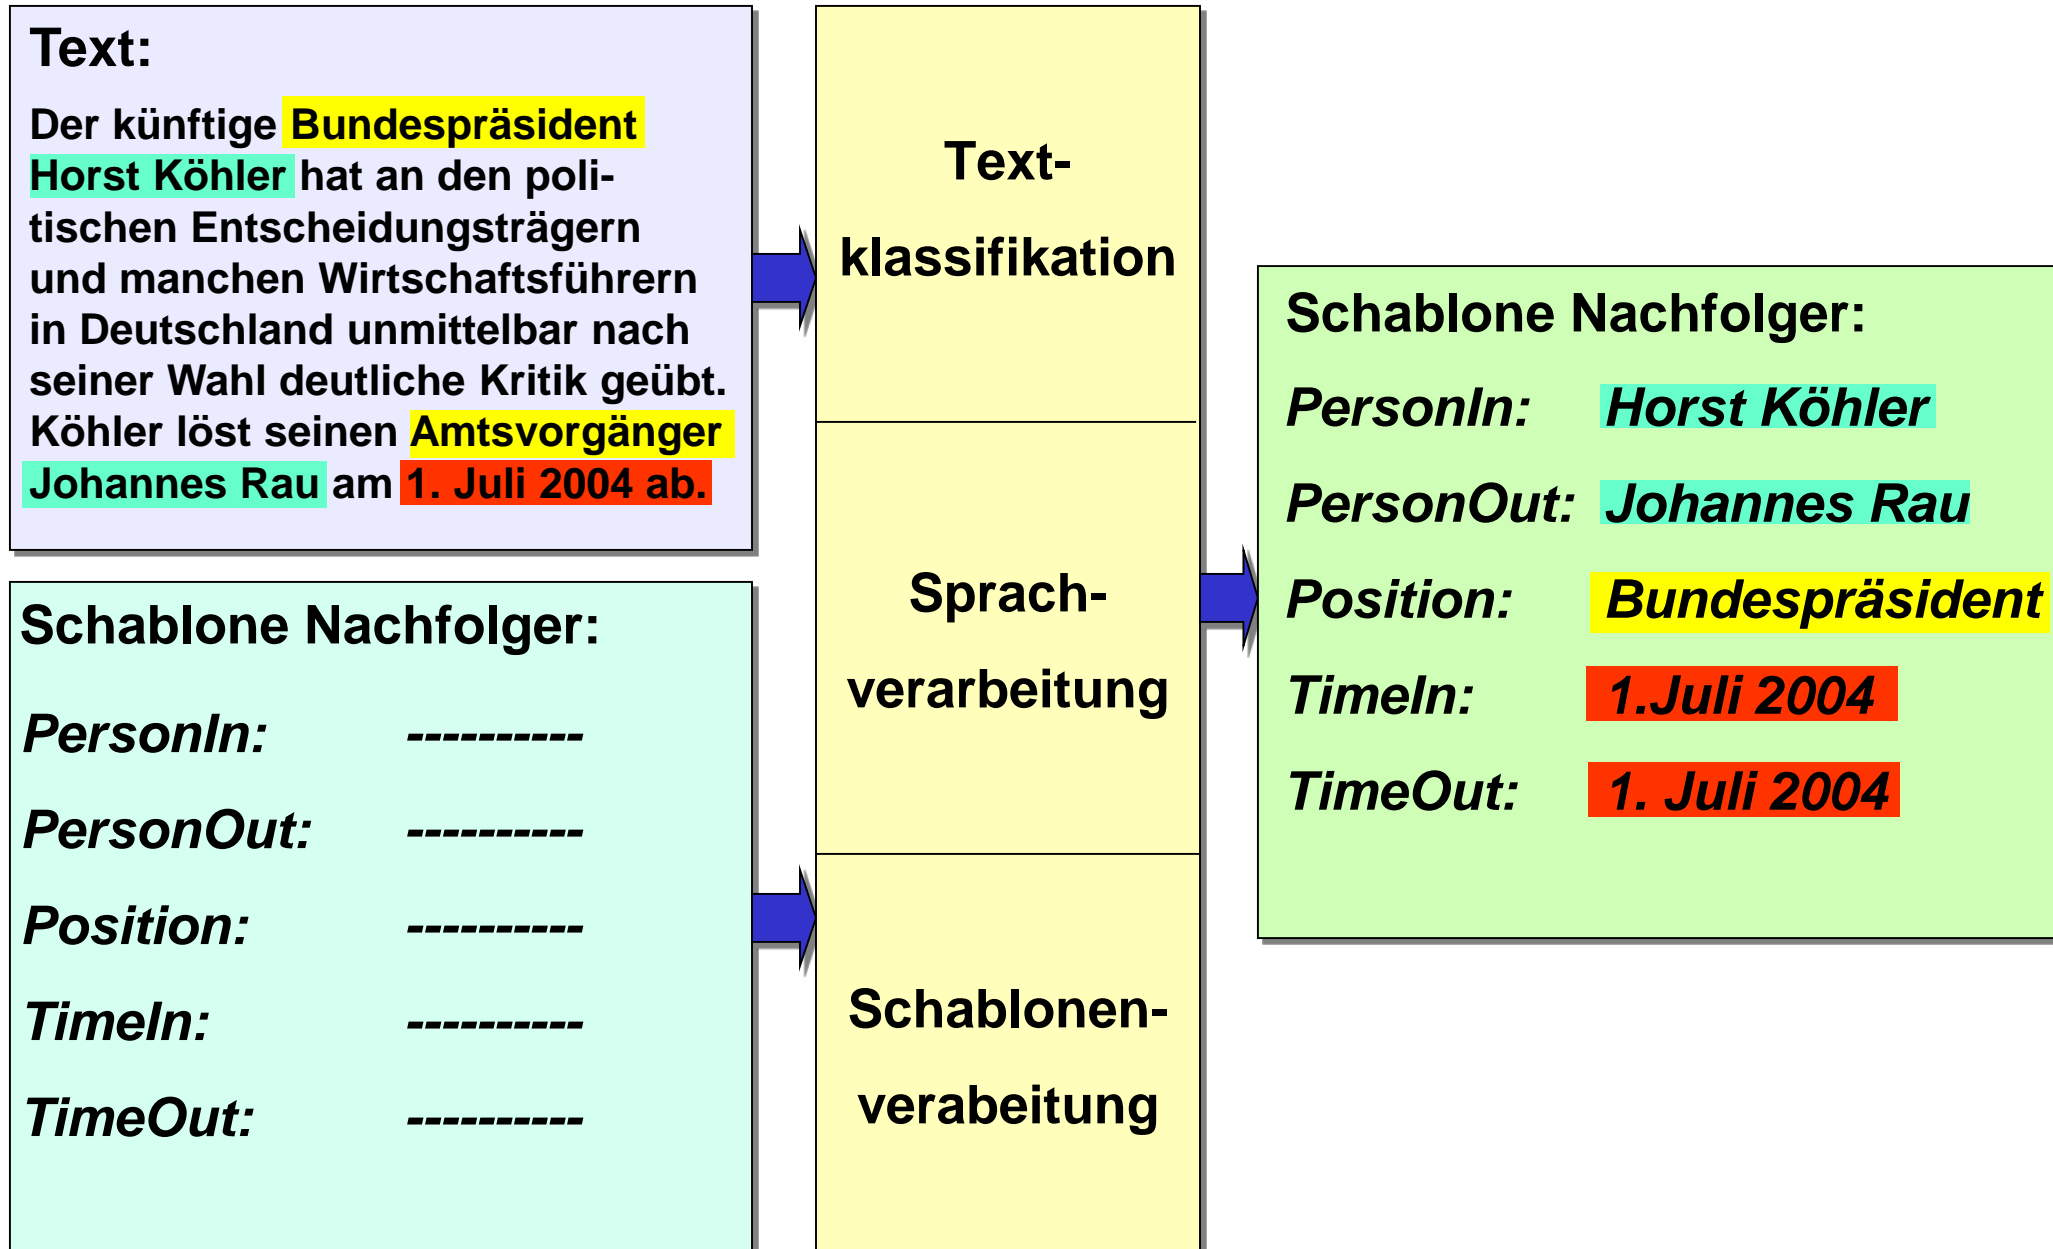 Text:
Der künftige Bundespräsident
Horst Köhler hat an den poli-
tischen Entscheidungsträgern
und manchen Wirtschaftsführern
in Deutschland unmittelbar nach
seiner Wahl deutliche Kritik geübt.
Köhler löst seinen Amtsvorgänger
Johannes Rau am 1. Juli 2004 ab.
Schablone Nachfolger:
PersonIn: ----------
PersonOut: ----------
Position: ----------
TimeIn: ----------
TimeOut: ----------
Text-
klassifikation
Sprach-
verarbeitung
Schablonen-
verabeitung
Schablone Nachfolger:
PersonIn: Horst Köhler
PersonOut: Johannes Rau
Position: Bundespräsident
TimeIn: 1.Juli 2004
TimeOut: 1. Juli 2004